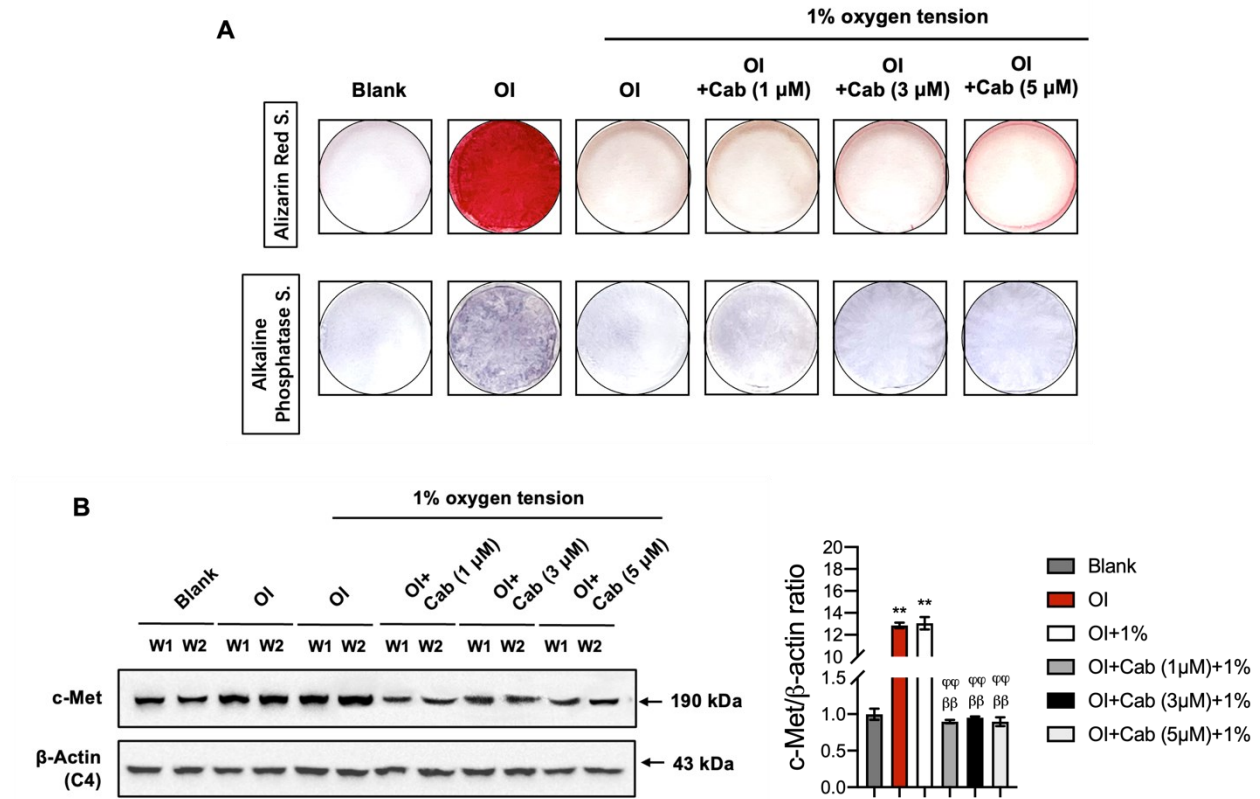 A
1% oxygen tension
Blank
OI
OI
OI
+Cab (1 µM)
OI
+Cab (3 µM)
OI
+Cab (5 µM)
Alizarin Red S.
Alkaline
Phosphatase S.
B
1% oxygen tension
Blank
OI
OI
OI+
Cab (1 µM)
OI+
Cab (3 µM)
OI+
Cab (5 µM)
W1 W2 W1 W2 W1 W2 W1 W2 W1 W2 W1 W2
c-Met
190 kDa
β-Actin
(C4)
43 kDa
c-Met/β-actin ratio
20
18
16
14
12
10
1.5
1.0
0.5
0.0
** **
φφ φφ φφ
ββ ββ ββ
Blank
OI
OI+1%
OI+Cab (1µM)+1%
OI+Cab (3µM)+1%
OI+Cab (5µM)+1%